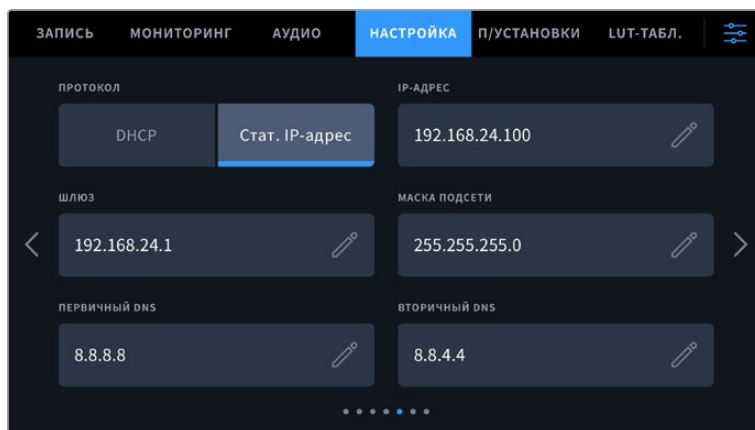 ЗАПИСЬ МОНИТОРИНГ АУДИО НАСТРОЙКА П/УСТАНОВКИ LUT-ТАБЛ.
ПРОТОКОЛ IP-АДРЕС
DHCP Стат. IP-адрес 192.168.24.100
ШЛЮЗ МАСКА ПОДСЕТИ
192.168.24.1 255.255.255.0
ПЕРВИЧНЫЙ DNS ВТОРИЧНЫЙ DNS
8.8.8.8 8.8.4.4